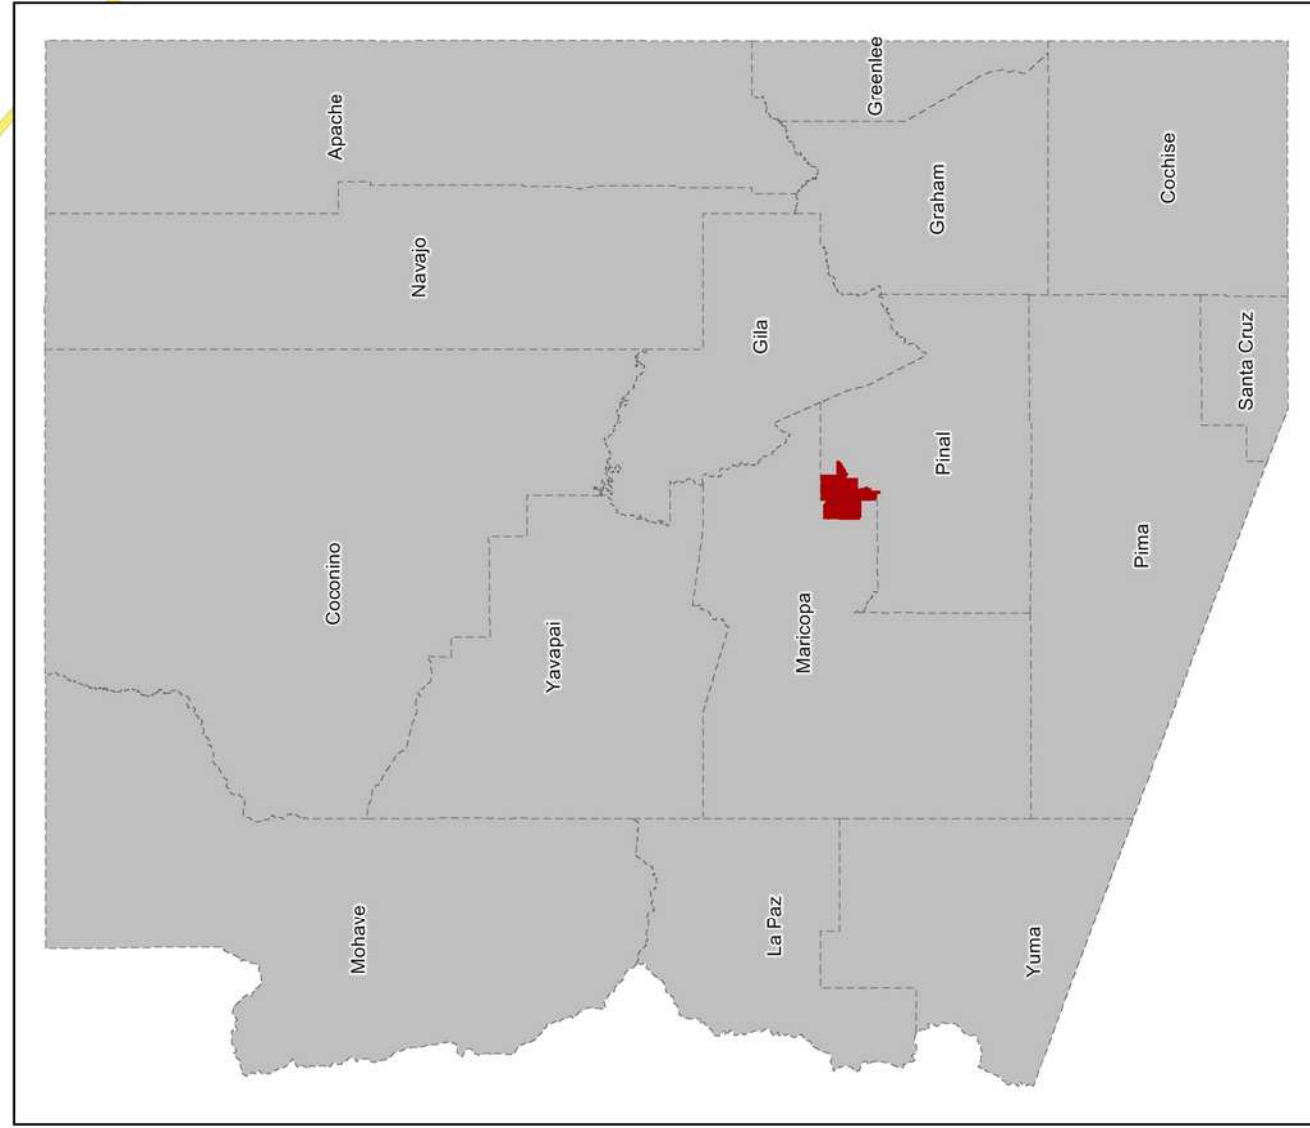 Mohave
Coconino
Navajo
Apache
Yavapai
Gila
La Paz
Maricopa
Greenlee
Graham
Pinal
Yuma
Pima
Cochise
Santa Cruz